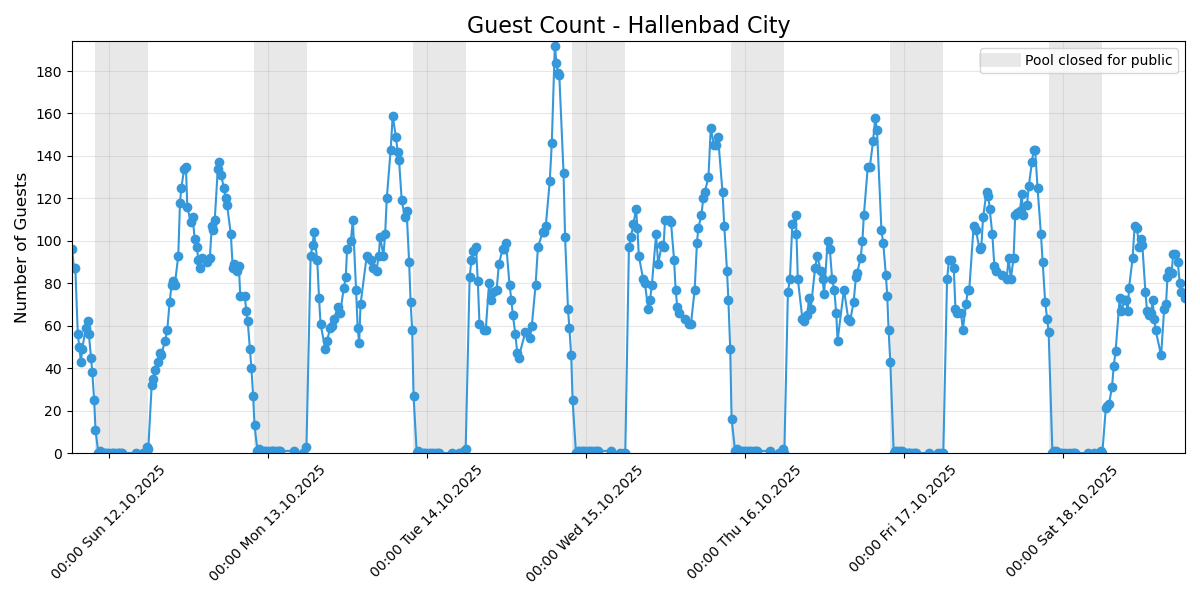 Guest Count - Hallenbad City
Pool closed for public
Number of Guests
180
160
140
120
100
80
60
40
20
0
00:00 Sun 12.10.2025
00:00 Mon 13.10.2025
00:00 Tue 14.10.2025
00:00 Wed 15.10.2025
00:00 Thu 16.10.2025
00:00 Fri 17.10.2025
00:00 Sat 18.10.2025